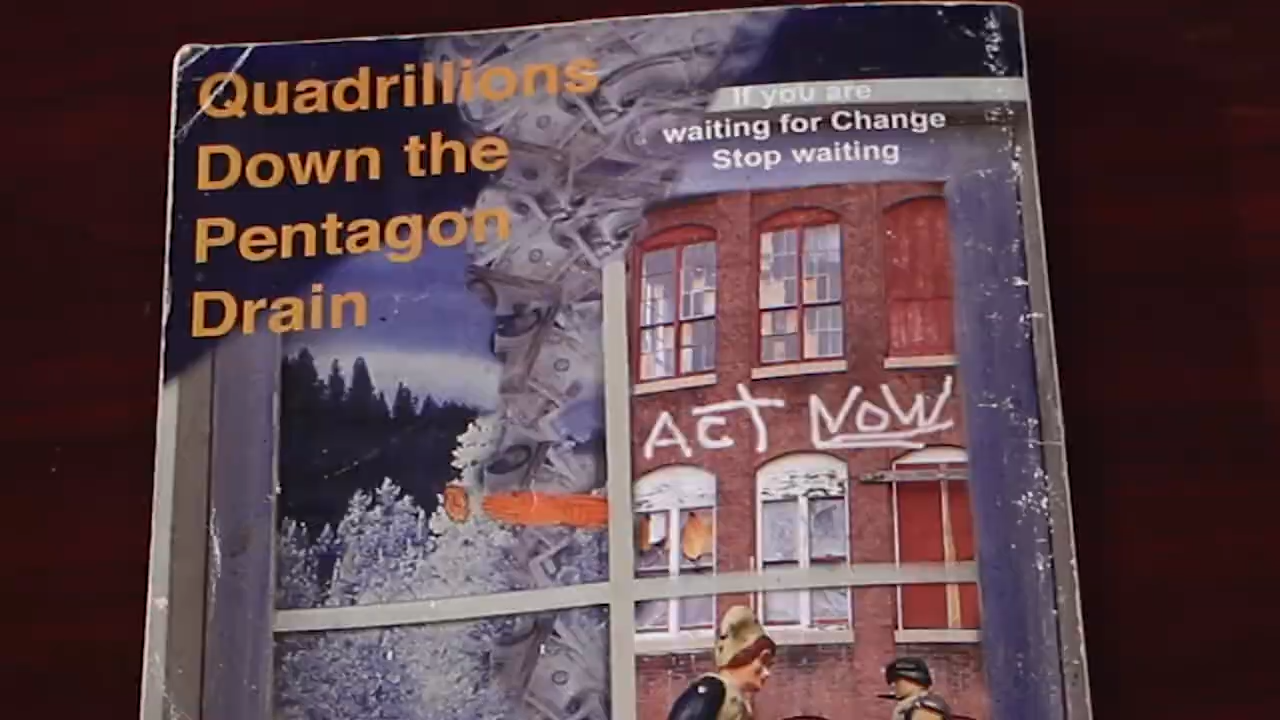 Quadrillions
Down the
Pentagon
Drain
If you are
waiting for Change
Stop waiting
ACT NOW